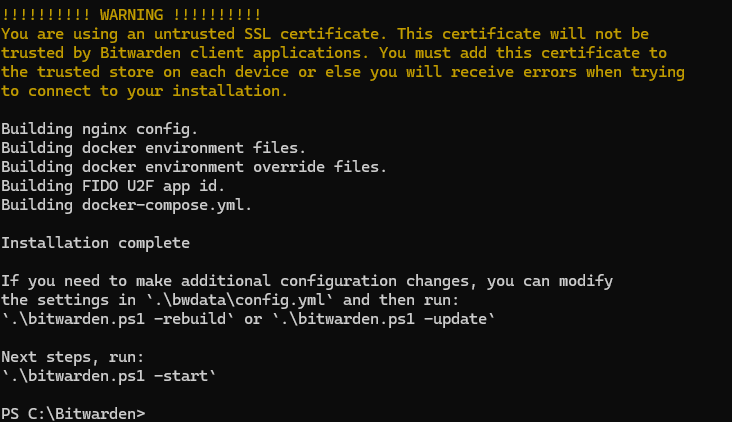 !!!!!!!!!! WARNING !!!!!!!!!!
You are using an untrusted SSL certificate. This certificate will not be
trusted by Bitwarden client applications. You must add this certificate to
the trusted store on each device or else you will receive errors when trying
to connect to your installation.
Building nginx config.
Building docker environment files.
Building docker environment override files.
Building FIDO U2F app id.
Building docker-compose.yml.
Installation complete
If you need to make additional configuration changes, you can modify
the settings in `.\bwdata\config.yml` and then run:
`.\bitwarden.ps1 -rebuild` or `.\bitwarden.ps1 -update`
Next steps, run:
`.\bitwarden.ps1 -start`
PS C:\Bitwarden>